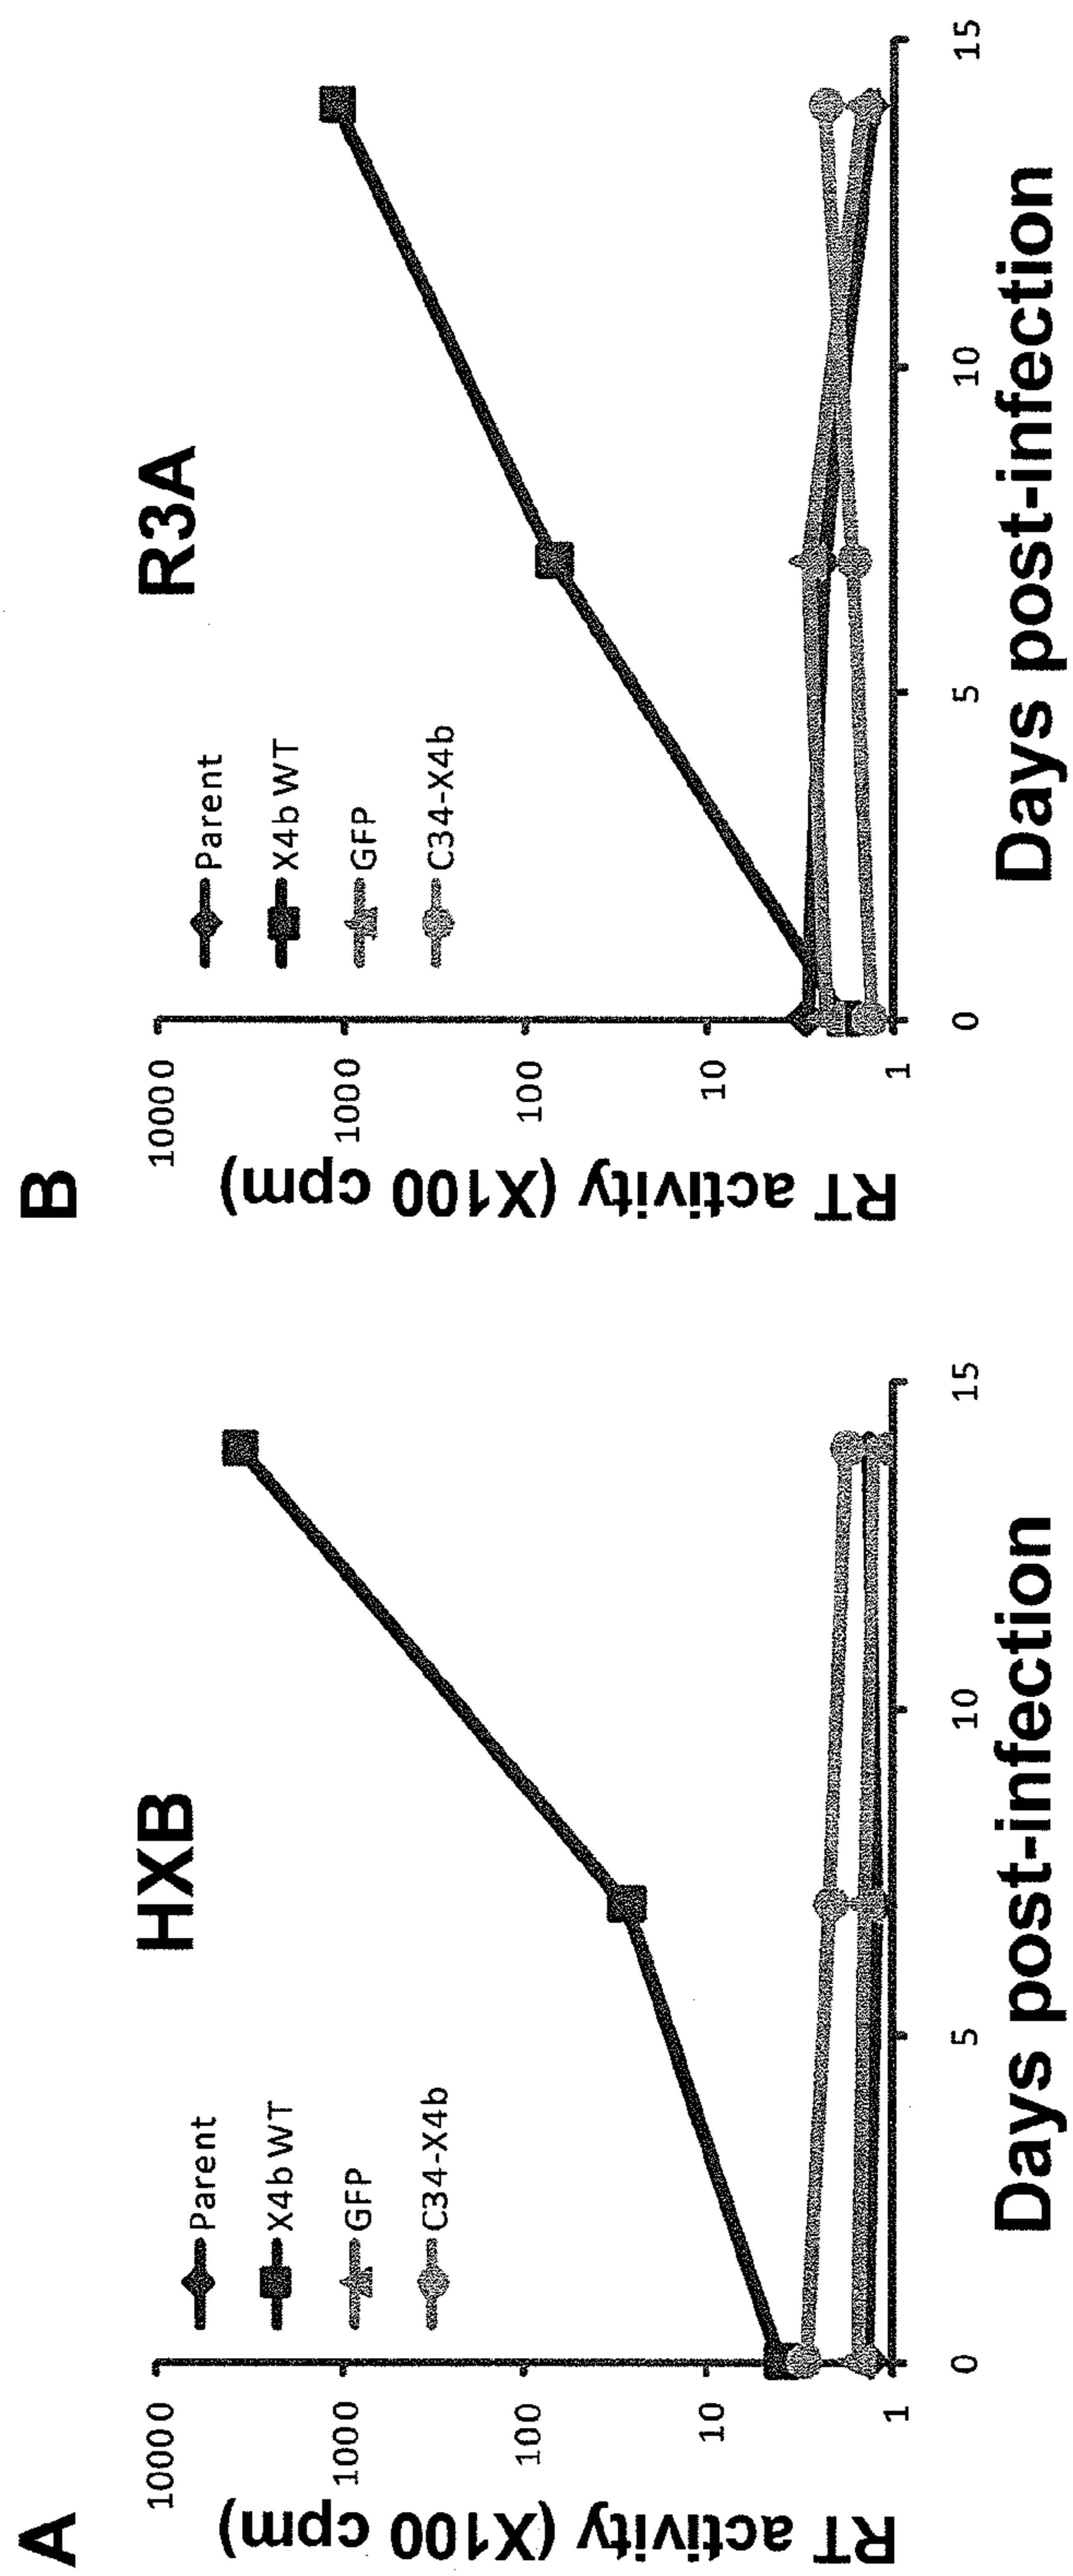 A
HXB
RT activity (X100 cpm)
10000
1000
100
10
1
Parent
X4b WT
GFP
C34-X4b
0
5
10
15
Days post-infection
B
R3A
RT activity (X100 cpm)
10000
1000
100
10
1
Parent
X4b WT
GFP
C34-X4b
0
5
10
15
Days post-infection